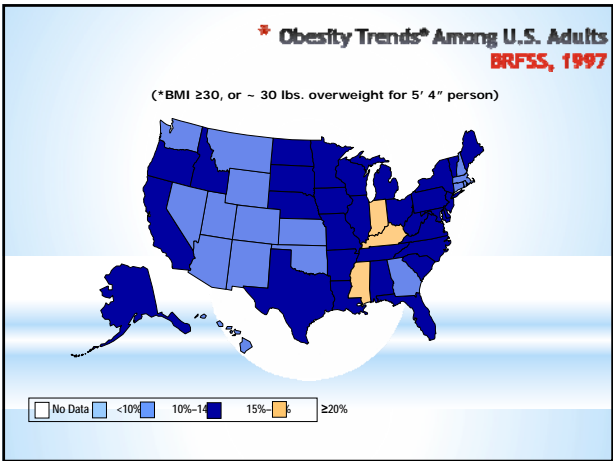 * Obesity Trends* Among U.S. Adults
BRFSS, 1997
(*BMI ≥30, or ~ 30 lbs. overweight for 5' 4" person)
No Data <10% 10%–14 15%– % ≥20%